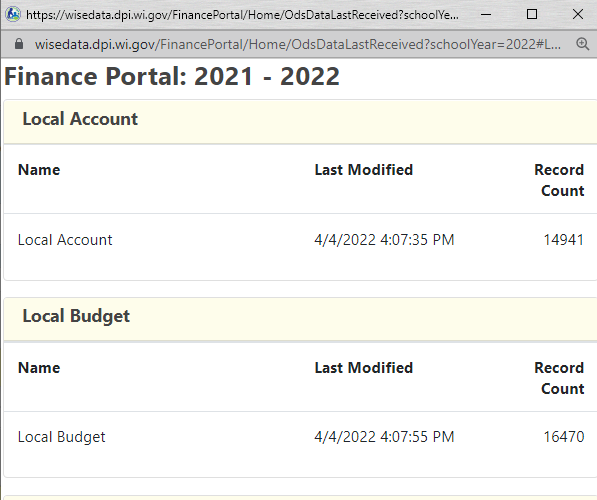 https://wisedata.dpi.wi.gov/FinancePortal/Home/OdsDataLastReceived?schoolYe...
wisedata.dpi.wi.gov/FinancePortal/Home/OdsDataLastReceived?schoolYear=2022#L...
Finance Portal: 2021 - 2022
Local Account
Name Last Modified Record
Count
Local Account 4/4/2022 4:07:35 PM 14941
Local Budget
Name Last Modified Record
Count
Local Budget 4/4/2022 4:07:55 PM 16470